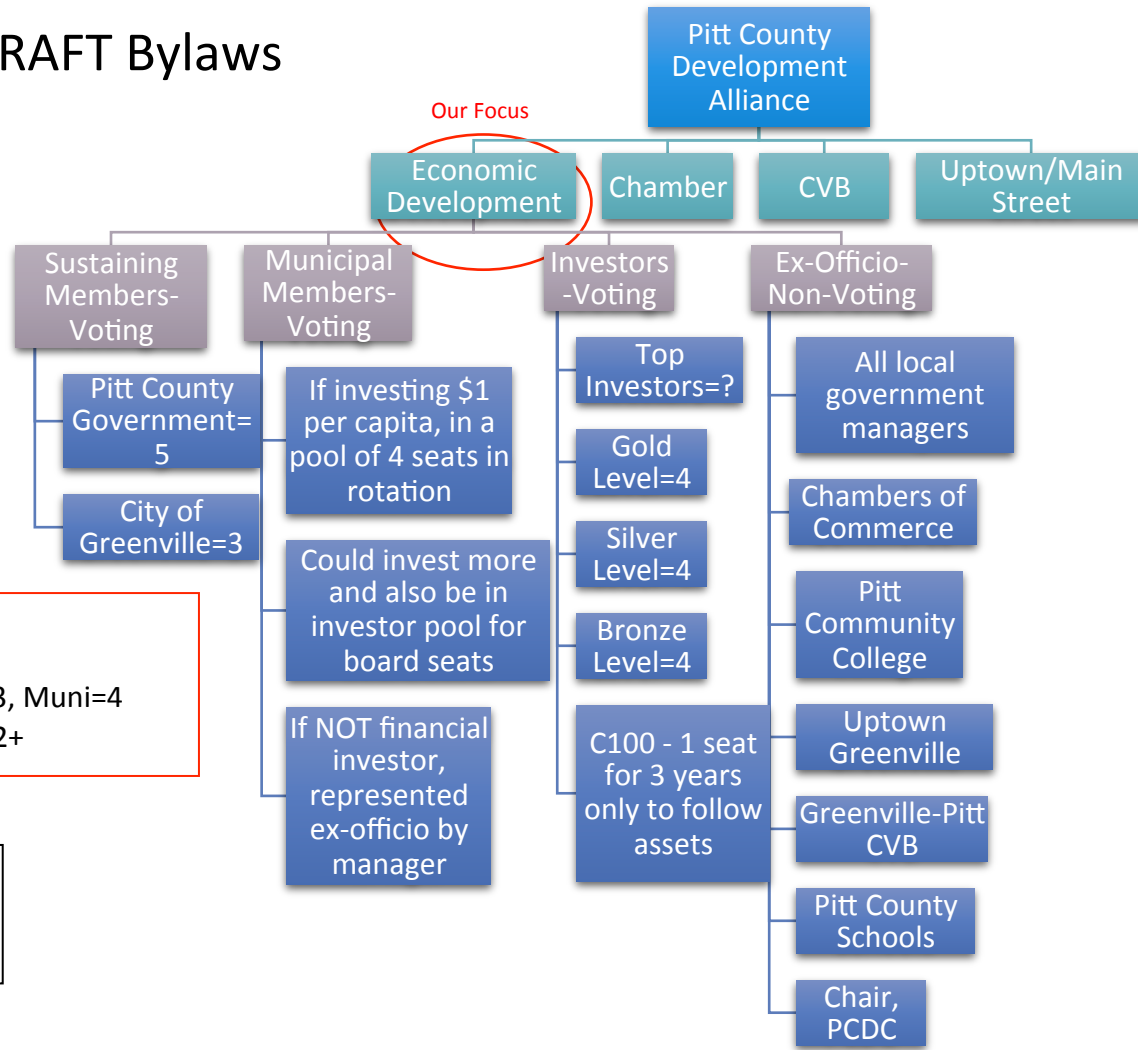 RAFT Bylaws
Pitt County
Development
Alliance
Our Focus
Economic
Development
Chamber
CVB
Uptown/Main
Street
Sustaining
Members-
Voting
Pitt County
Government=
5
City of
Greenville=3
Municipal
Members-
Voting
If investing $1
per capita, in a
pool of 4 seats in
rotation
Could invest more
and also be in
investor pool for
board seats
If NOT financial
investor,
represented
ex-officio by
manager
Investors
-Voting
Top
Investors=?
Gold
Level=4
Silver
Level=4
Bronze
Level=4
C100 - 1 seat
for 3 years
only to follow
assets
Ex-Officio-
Non-Voting
All local
government
managers
Chambers of
Commerce
Pitt
Community
College
Uptown
Greenville
Greenville-Pitt
CVB
Pitt County
Schools
Chair,
PCDC
, Muni=4
2+